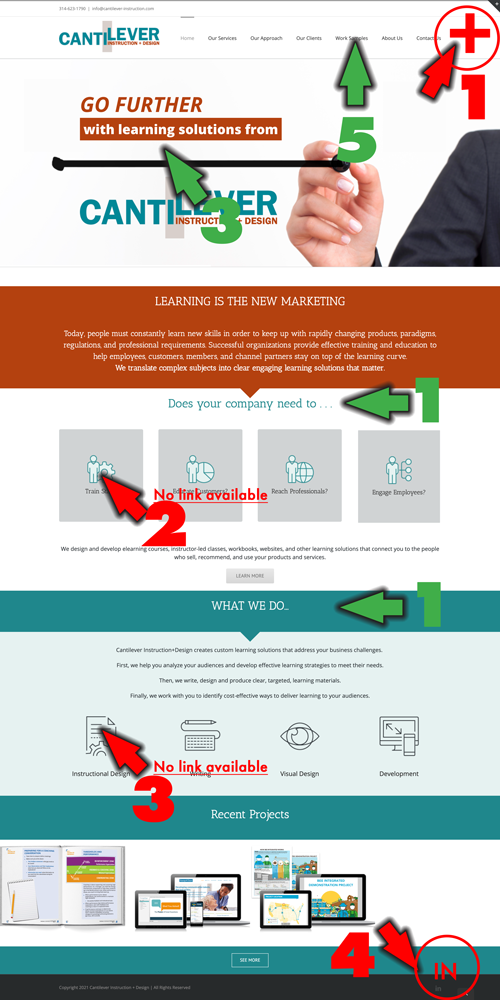 314-623-1790 | info@cantilever-instruction.com
CANTILEVER
INSTRUCTION + DESIGN
Home Our Services Our Approach Our Clients Work Samples About Us Contact Us
1
5
GO FURTHER
with learning solutions from
CANTILEVER
INSTRUCTION + DESIGN
3
LEARNING IS THE NEW MARKETING
Today, people must constantly learn new skills in order to keep up with rapidly changing products, paradigms,
regulations, and professional requirements. Successful organizations provide effective training and education to
help employees, customers, members, and channel partners stay on top of the learning curve.
We translate complex subjects into clear engaging learning solutions that matter.
Does your company need to . . .
1
Train
Customers?
Reach Professionals?
Engage Employees?
No link available
2
We design and develop elearning courses, instructor-led classes, workbooks, websites, and other learning solutions that connect you to the people
who sell, recommend, and use your products and services.
LEARN MORE
WHAT WE DO...
1
Cantilever Instruction+Design creates custom learning solutions that address your business challenges.
First, we help you analyze your audiences and develop effective learning strategies to meet their needs.
Then, we write, design and produce clear, targeted, learning materials.
Finally, we work with you to identify cost-effective ways to deliver learning to your audiences.
No link available
Instructional Design
Writing
Visual Design
Development
3
Recent Projects
SEE MORE
4
IN
in
Copyright 2021 Cantilever Instruction + Design | All Rights Reserved